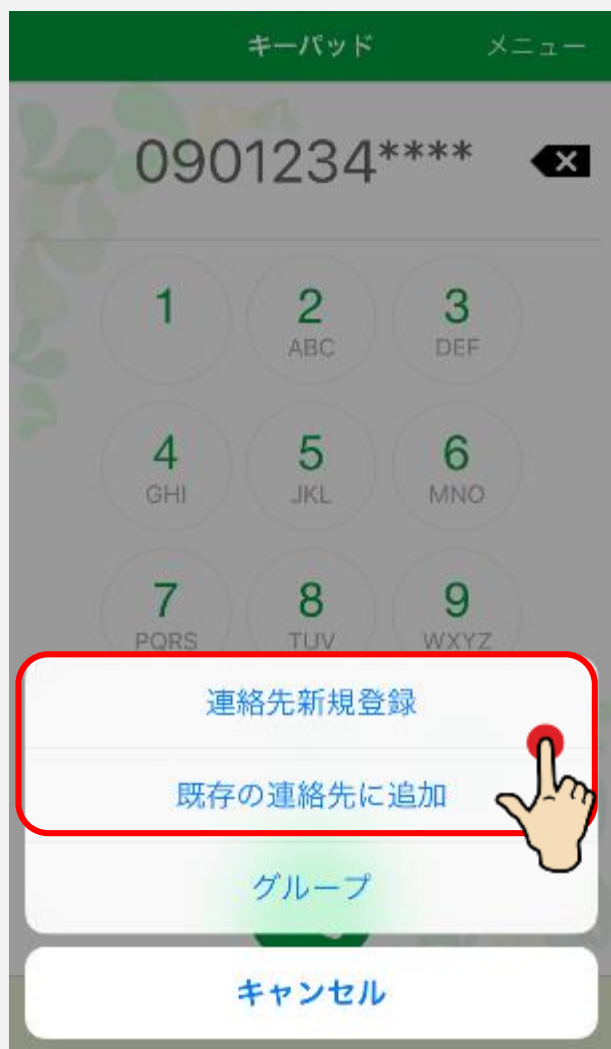 キーパッド メニュー
0901234****
1 2 3
ABC DEF
4 5 6
GHI JKL MNO
7 8 9
PQRS TUV WXYZ
連絡先新規登録
既存の連絡先に追加
グループ
キャンセル